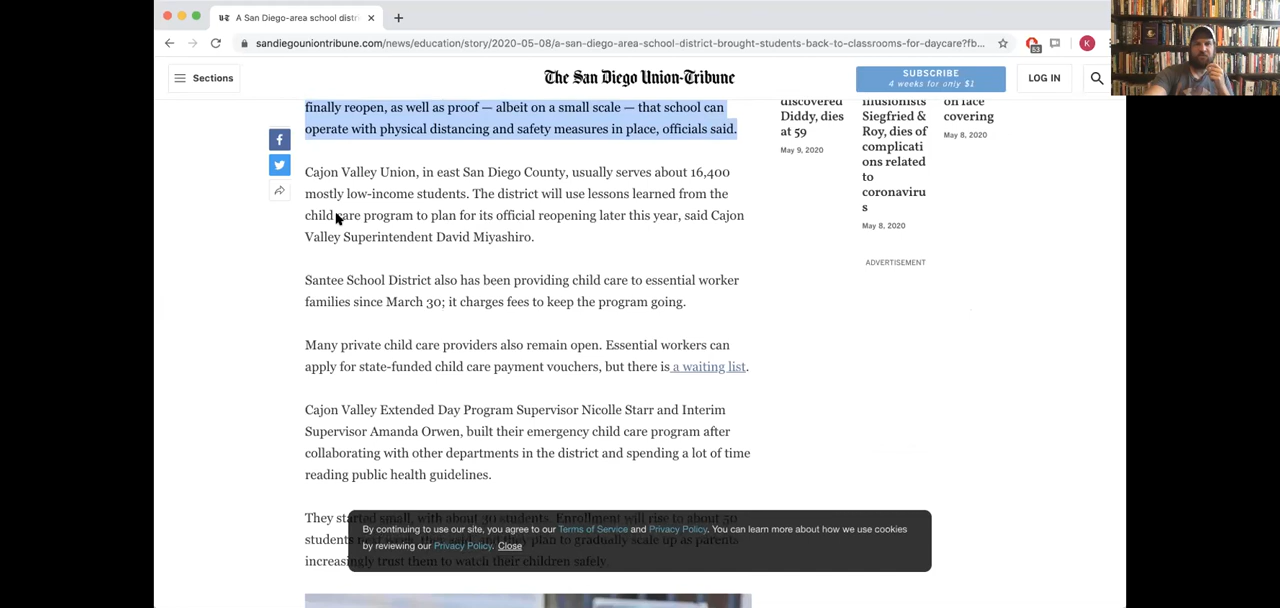 A San Diego-area school distri
sandiegouniontribune.com/news/education/story/2020-05-08/a-san-diego-area-school-district-brought-students-back-to-classrooms-for-daycare?fb...
53
K
Sections
The San Diego Union-Tribune
SUBSCRIBE
4 weeks for only $1
LOG IN
finally reopen, as well as proof — albeit on a small scale — that school can
operate with physical distancing and safety measures in place, officials said.
Cajon Valley Union, in east San Diego County, usually serves about 16,400
mostly low-income students. The district will use lessons learned from the
child care program to plan for its official reopening later this year, said Cajon
Valley Superintendent David Miyashiro.
Santee School District also has been providing child care to essential worker
families since March 30; it charges fees to keep the program going.
Many private child care providers also remain open. Essential workers can
apply for state-funded child care payment vouchers, but there is a waiting list.
Cajon Valley Extended Day Program Supervisor Nicolle Starr and Interim
Supervisor Amanda Orwen, built their emergency child care program after
collaborating with other departments in the district and spending a lot of time
reading public health guidelines.
They started small, with about 30 students. Enrollment will rise to about 50
students next week, they said, and they plan to gradually scale up as parents
increasingly trust them to watch their children safely.
By continuing to use our site, you agree to our Terms of Service and Privacy Policy. You can learn more about how we use cookies
by reviewing our Privacy Policy. Close
discovered
Diddy, dies
at 59
May 9, 2020
illusionists
Siegfried &
Roy, dies of
complicati
ons related
to
coronaviru
s
May 8, 2020
on face
covering
May 8, 2020
ADVERTISEMENT